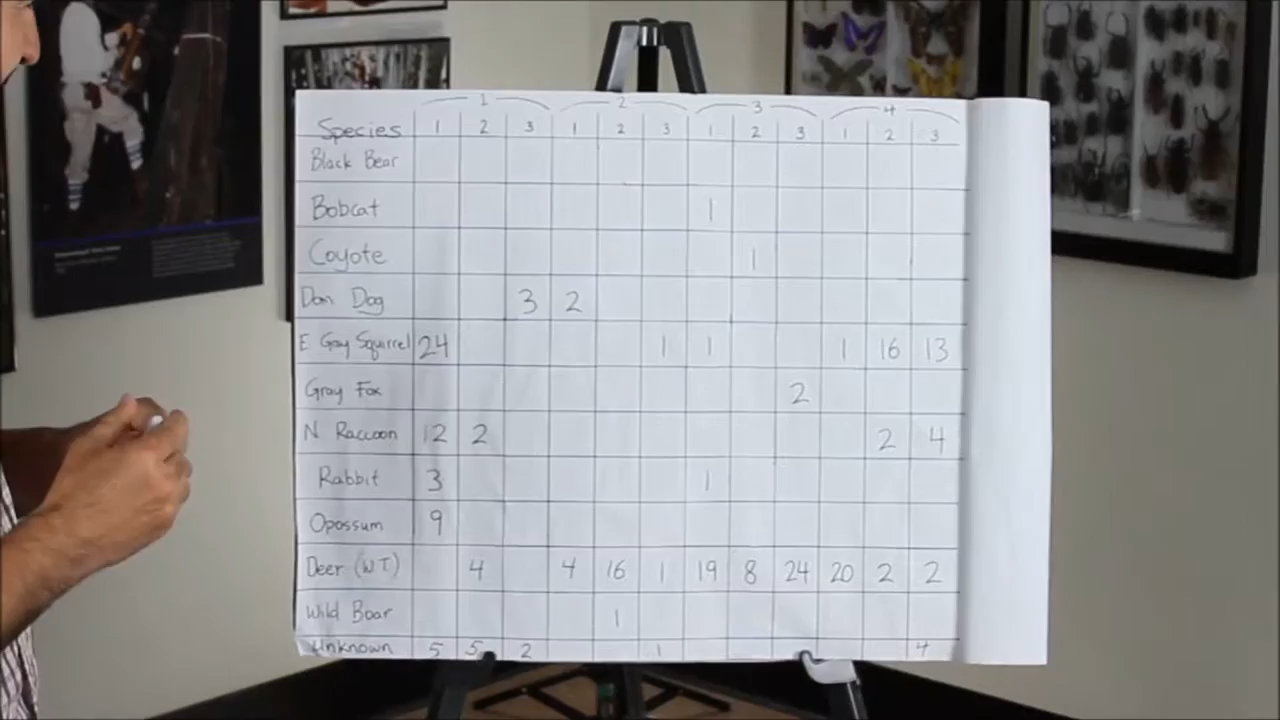 1 2 3 4
Species 1 2 3 1 2 3 1 2 3 1 2 3
Black Bear
Bobcat 1
Coyote 1
Dom Dog 3 2
E Gray Squirrel 24 1 1 1 16 13
Gray Fox 2
N Raccoon 12 2 2 4
Rabbit 3 1
Opossum 9
Deer (WT) 4 4 16 1 19 8 24 20 2 2
Wild Boar 1
Unknown 5 5 2 1 4